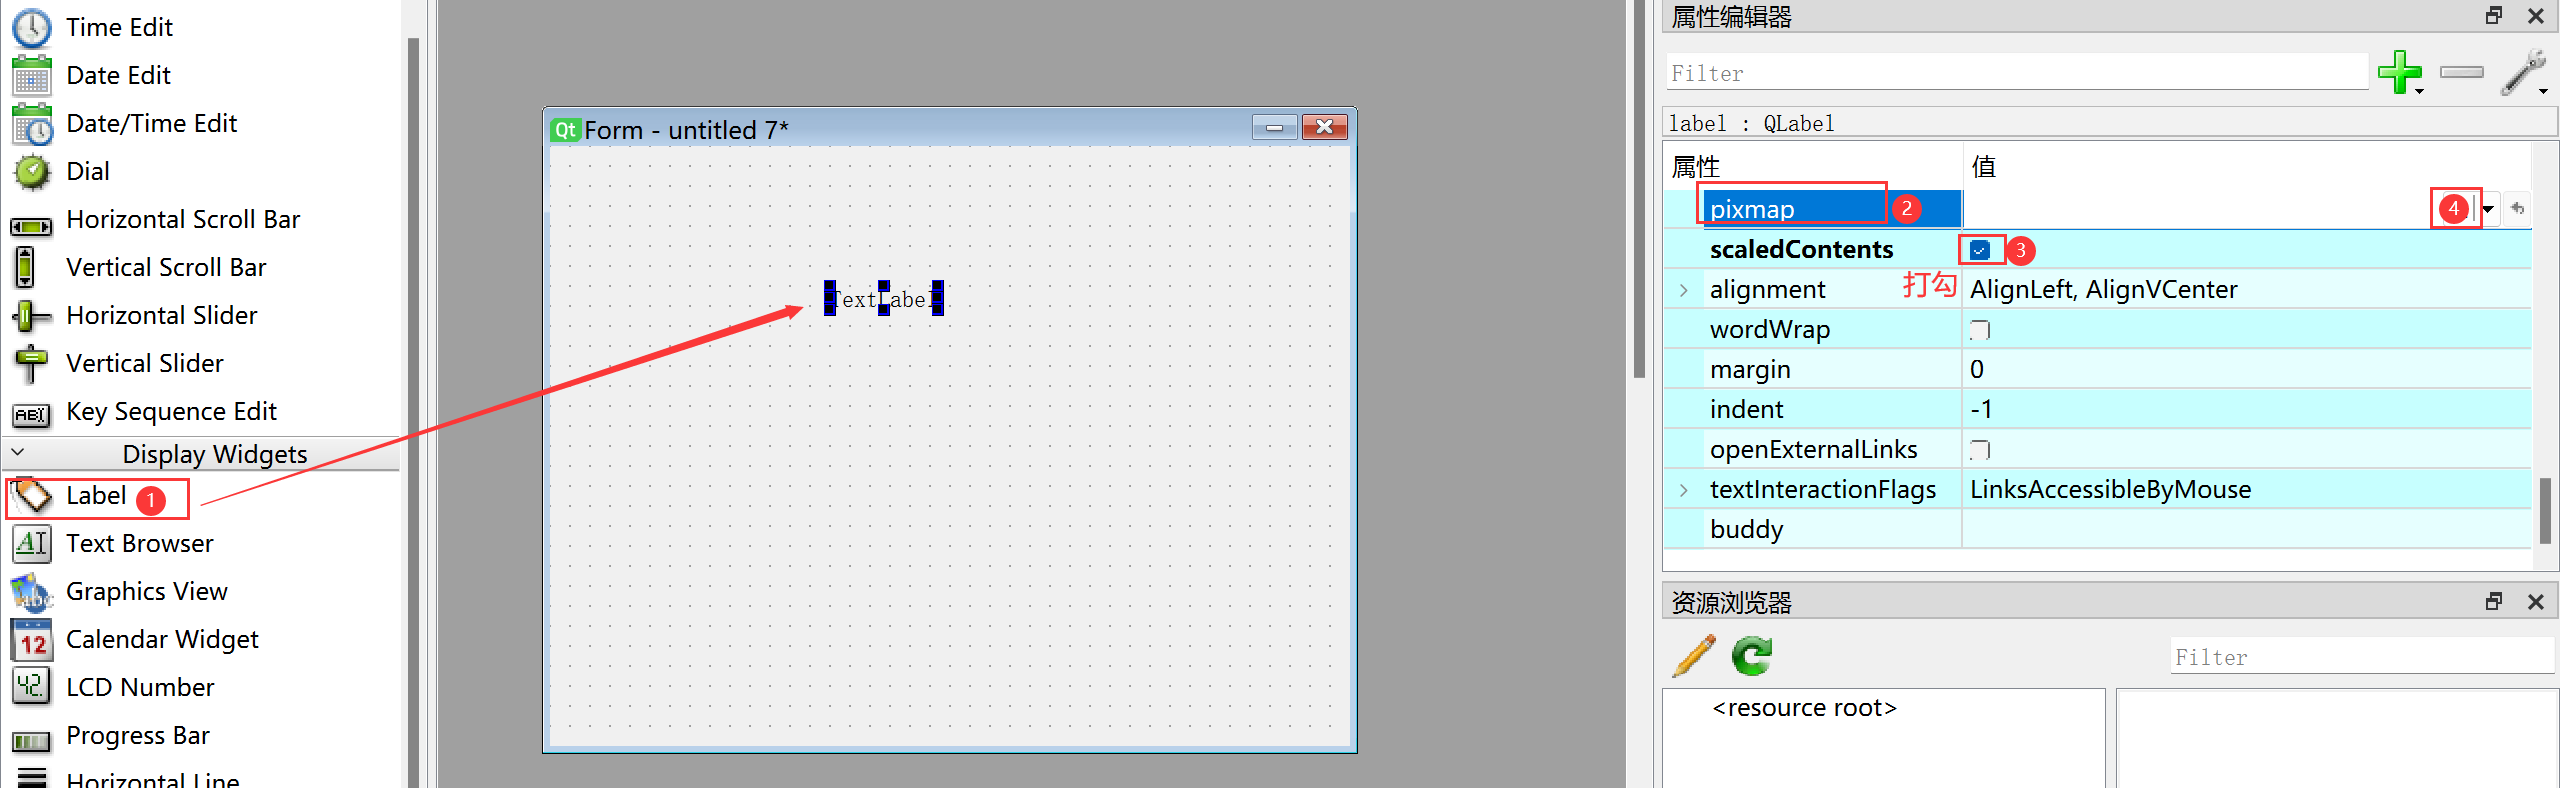 Time Edit
Date Edit
Date/Time Edit
Dial
Horizontal Scroll Bar
Vertical Scroll Bar
Horizontal Slider
Vertical Slider
Key Sequence Edit
Display Widgets
Label 1
Text Browser
Graphics View
12
Calendar Widget
42
LCD Number
Progress Bar
Horizontal Line
Qt Form - untitled 7*
TextLabel
属性编辑器
Filter
label : QLabel
属性 值
pixmap 2 4
scaledContents 3
打勾
alignment AlignLeft, AlignVCenter
wordWrap
margin 0
indent -1
openExternalLinks
textInteractionFlags LinksAccessibleByMouse
buddy
资源浏览器
Filter
<resource root>